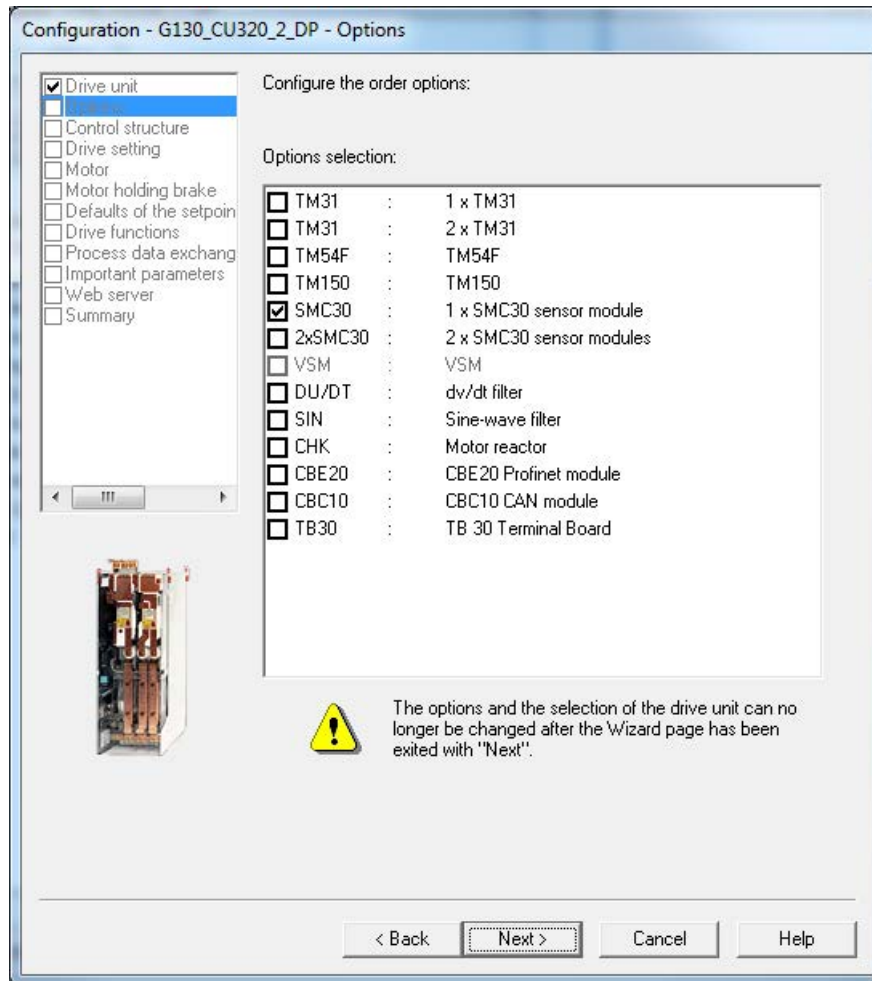 Configuration - G130_CU320_2_DP - Options
Drive unit
Options
Control structure
Drive setting
Motor
Motor holding brake
Defaults of the setpoin
Drive functions
Process data exchang
Important parameters
Web server
Summary
Configure the order options:
Options selection:
TM31 : 1 x TM31
TM31 : 2 x TM31
TM54F : TM54F
TM150 : TM150
SMC30 : 1 x SMC30 sensor module
2xSMC30 : 2 x SMC30 sensor modules
VSM : VSM
DU/DT : dv/dt filter
SIN : Sine-wave filter
CHK : Motor reactor
CBE20 : CBE20 Profinet module
CBC10 : CBC10 CAN module
TB30 : TB 30 Terminal Board
The options and the selection of the drive unit can no
longer be changed after the Wizard page has been
exited with "Next".
< Back
Next >
Cancel
Help